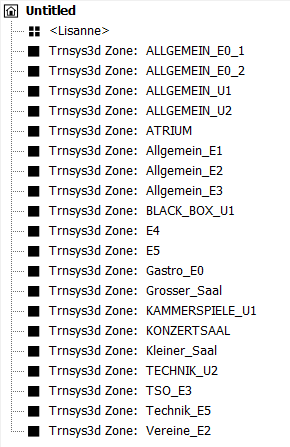 Untitled
<Lisanne>
Trnsys3d Zone: ALLGEMEIN_E0_1
Trnsys3d Zone: ALLGEMEIN_E0_2
Trnsys3d Zone: ALLGEMEIN_U1
Trnsys3d Zone: ALLGEMEIN_U2
Trnsys3d Zone: ATRIUM
Trnsys3d Zone: Allgemein_E1
Trnsys3d Zone: Allgemein_E2
Trnsys3d Zone: Allgemein_E3
Trnsys3d Zone: BLACK_BOX_U1
Trnsys3d Zone: E4
Trnsys3d Zone: E5
Trnsys3d Zone: Gastro_E0
Trnsys3d Zone: Grosser_Saal
Trnsys3d Zone: KAMMERSPIELE_U1
Trnsys3d Zone: KONZERTSAAL
Trnsys3d Zone: Kleiner_Saal
Trnsys3d Zone: TECHNIK_U2
Trnsys3d Zone: TSO_E3
Trnsys3d Zone: Technik_E5
Trnsys3d Zone: Vereine_E2